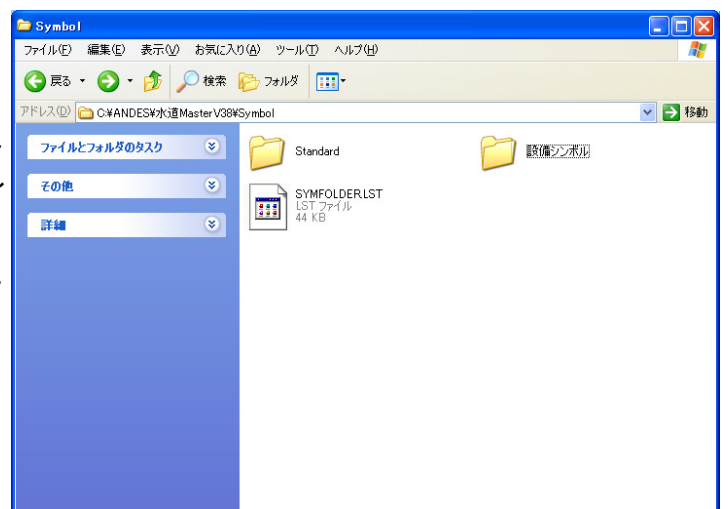 Symbol
ファイル(F) 編集(E) 表示(V) お気に入り(A) ツール(T) ヘルプ(H)
戻る 検索 フォルダ
アドレス(D) C:¥ANDES¥水道MasterV38¥Symbol 移動
ファイルとフォルダのタスク
その他
詳細
Standard 設備シンボル
SYMFOLDER.LST
LST ファイル
44 KB